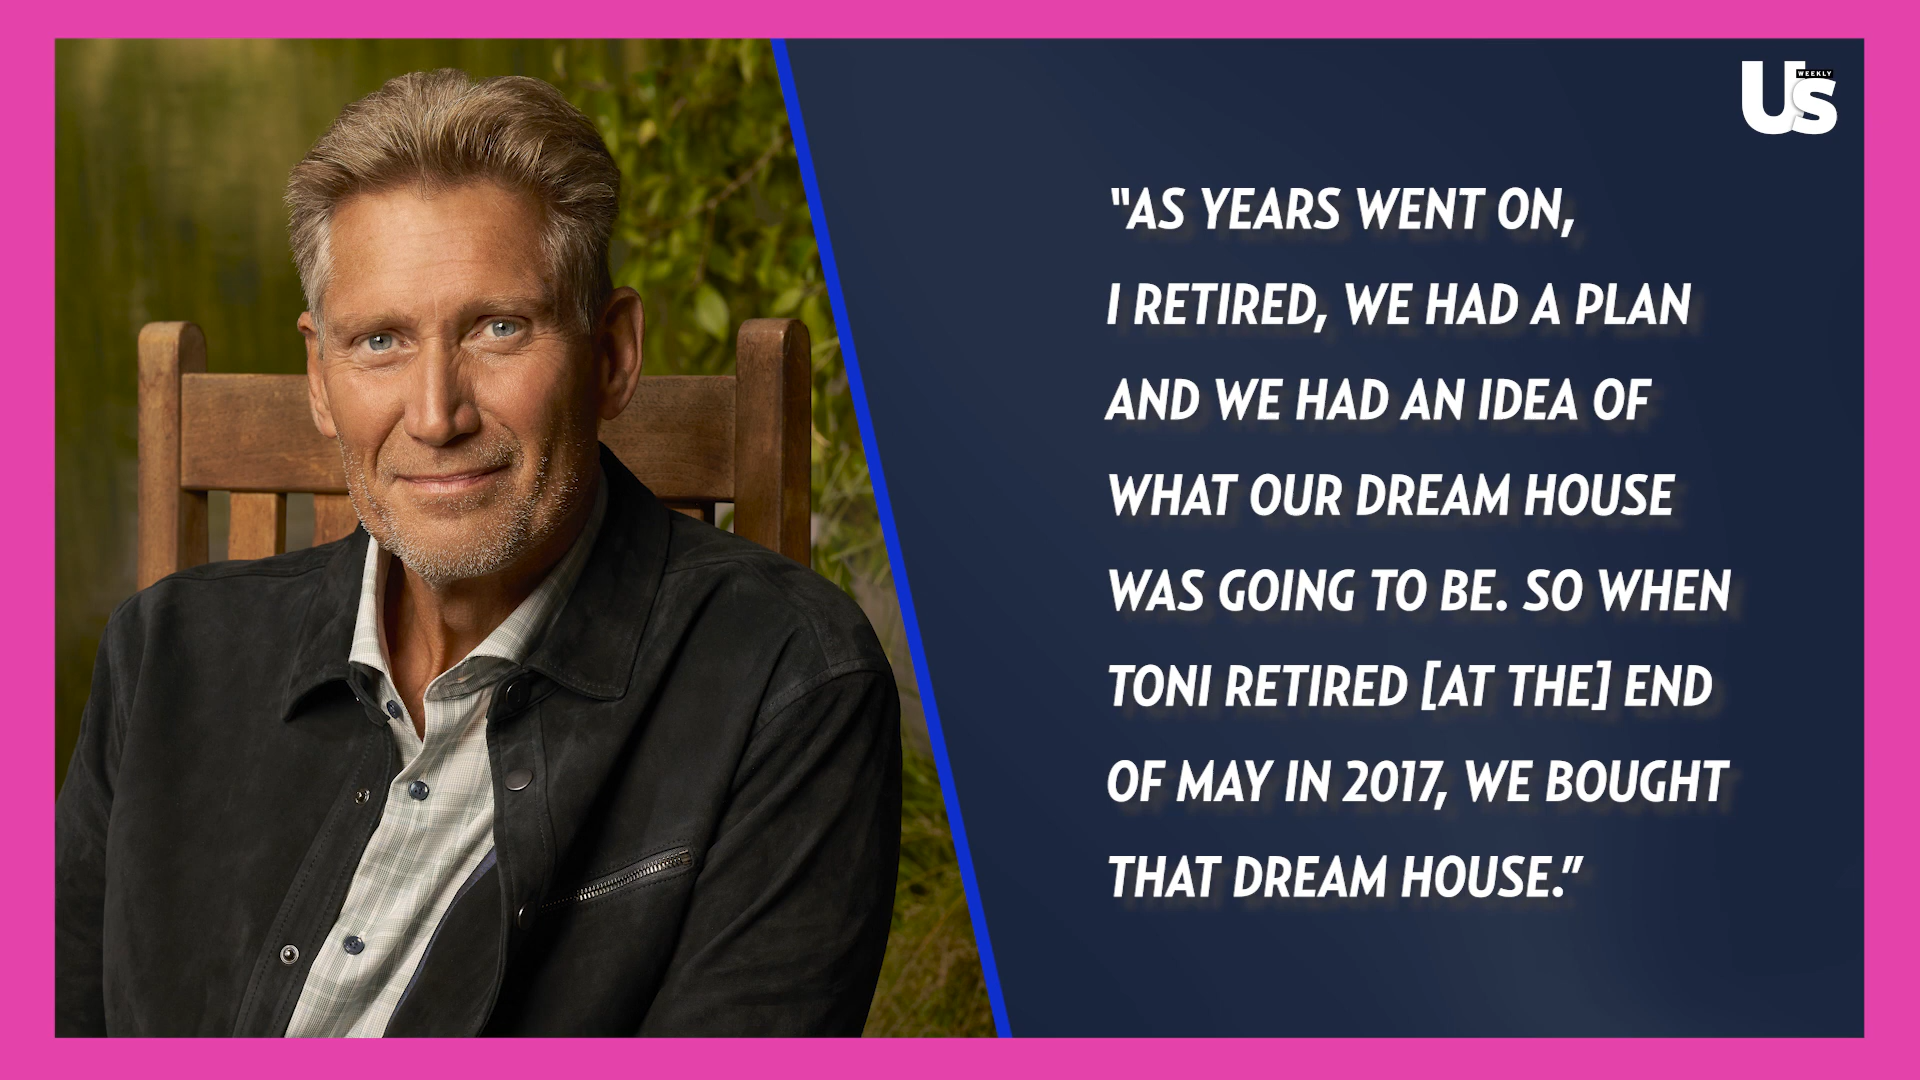 Us
WEEKLY
“AS YEARS WENT ON,
I RETIRED, WE HAD A PLAN
AND WE HAD AN IDEA OF
WHAT OUR DREAM HOUSE
WAS GOING TO BE. SO WHEN
TONI RETIRED [AT THE] END
OF MAY IN 2017, WE BOUGHT
THAT DREAM HOUSE.”